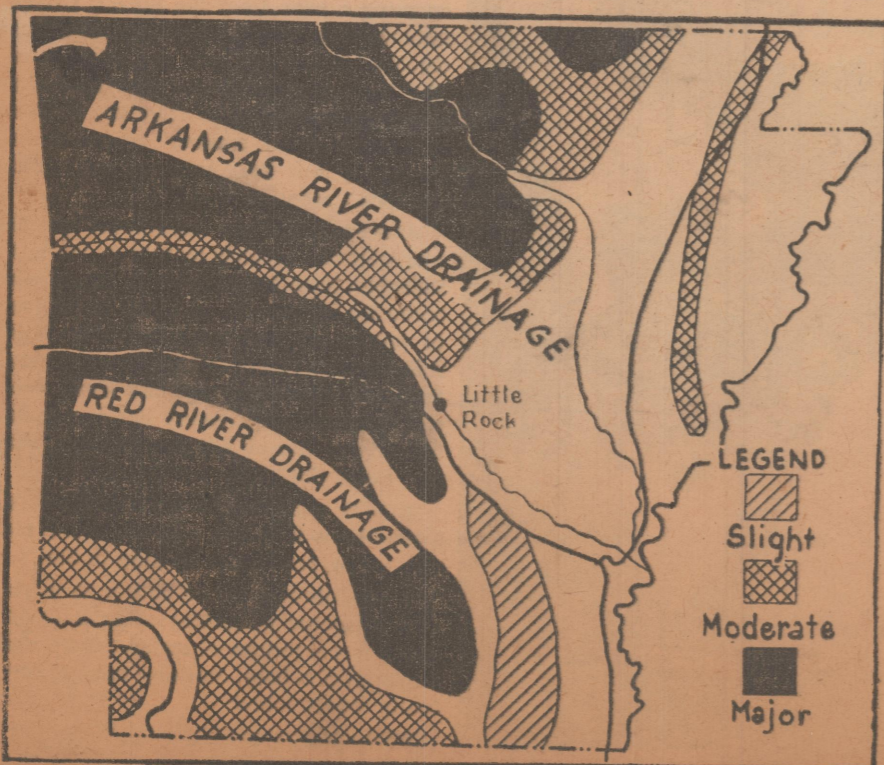 ARKANSAS RIVER DRAINAGE
Little
Rock
RED RIVER DRAINAGE
LEGEND
Slight
Moderate
Major